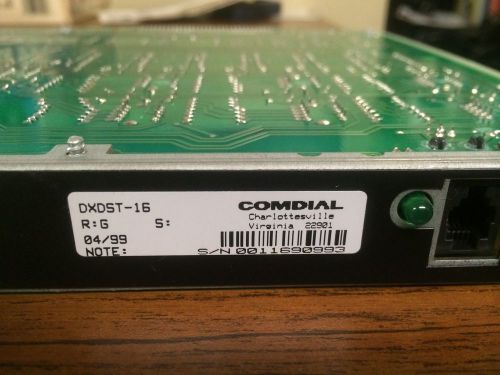 DXDST-16
R:G S:
04/99
NOTE:
COMDIAL
Charlottesville
Virginia 22901
S/N 0011690993